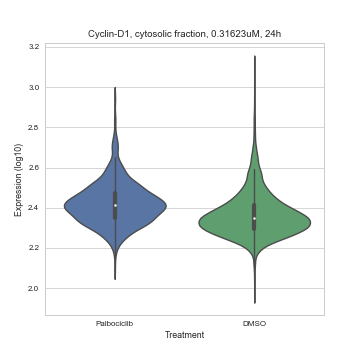 Cyclin-D1, cytosolic fraction, 0.31623uM, 24h
3.2
3.0
2.8
2.6
2.4
2.2
2.0
Expression (log10)
Palbociclib
DMSO
Treatment